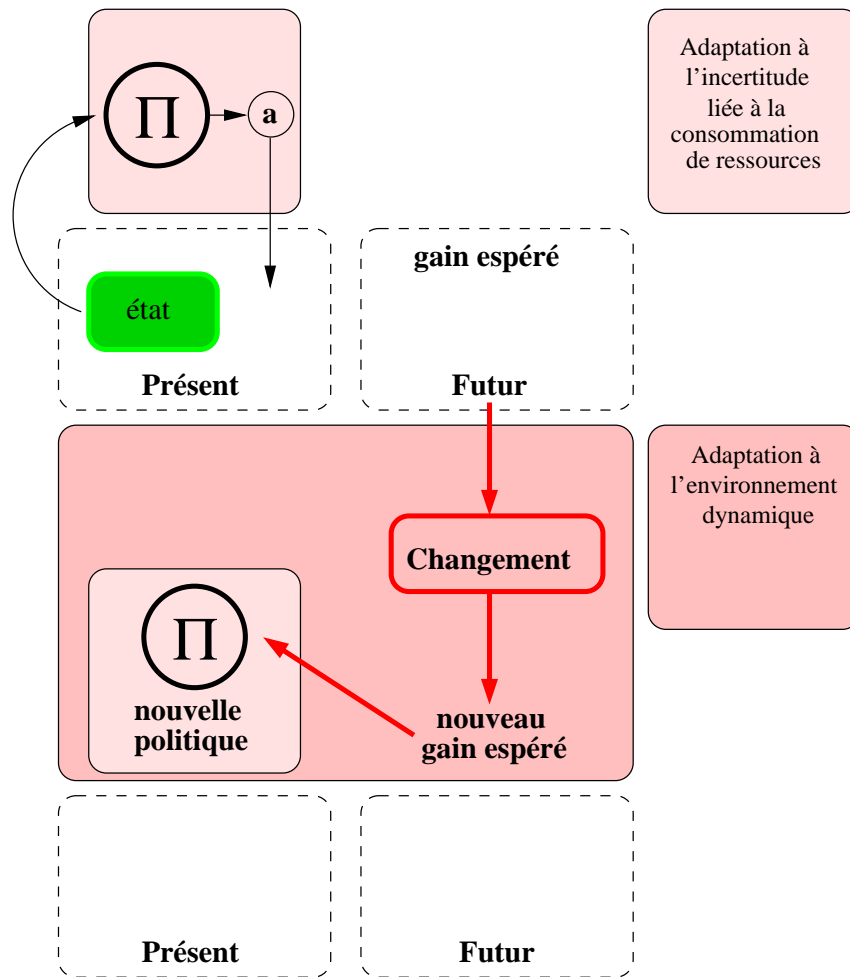 Π
a
Adaptation à
l'incertitude
liée à la
consommation
de ressources
gain espéré
état
Présent
Futur
Adaptation à
l'environnement
dynamique
Changement
Π
nouvelle
politique
nouveau
gain espéré
Présent
Futur